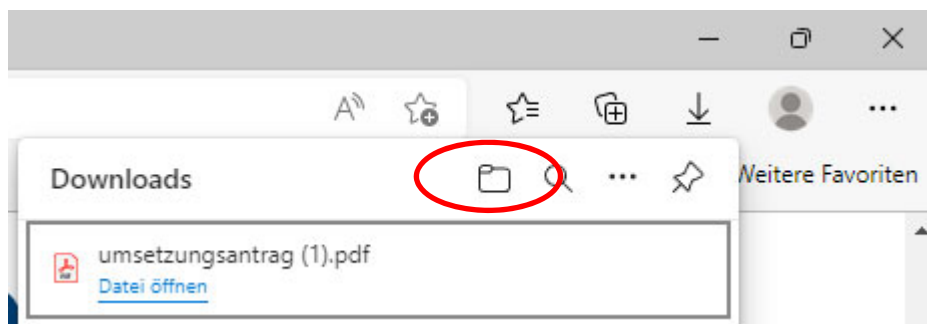 Downloads
Weitere Favoriten
umsetzungsantrag (1).pdf
Datei öffnen